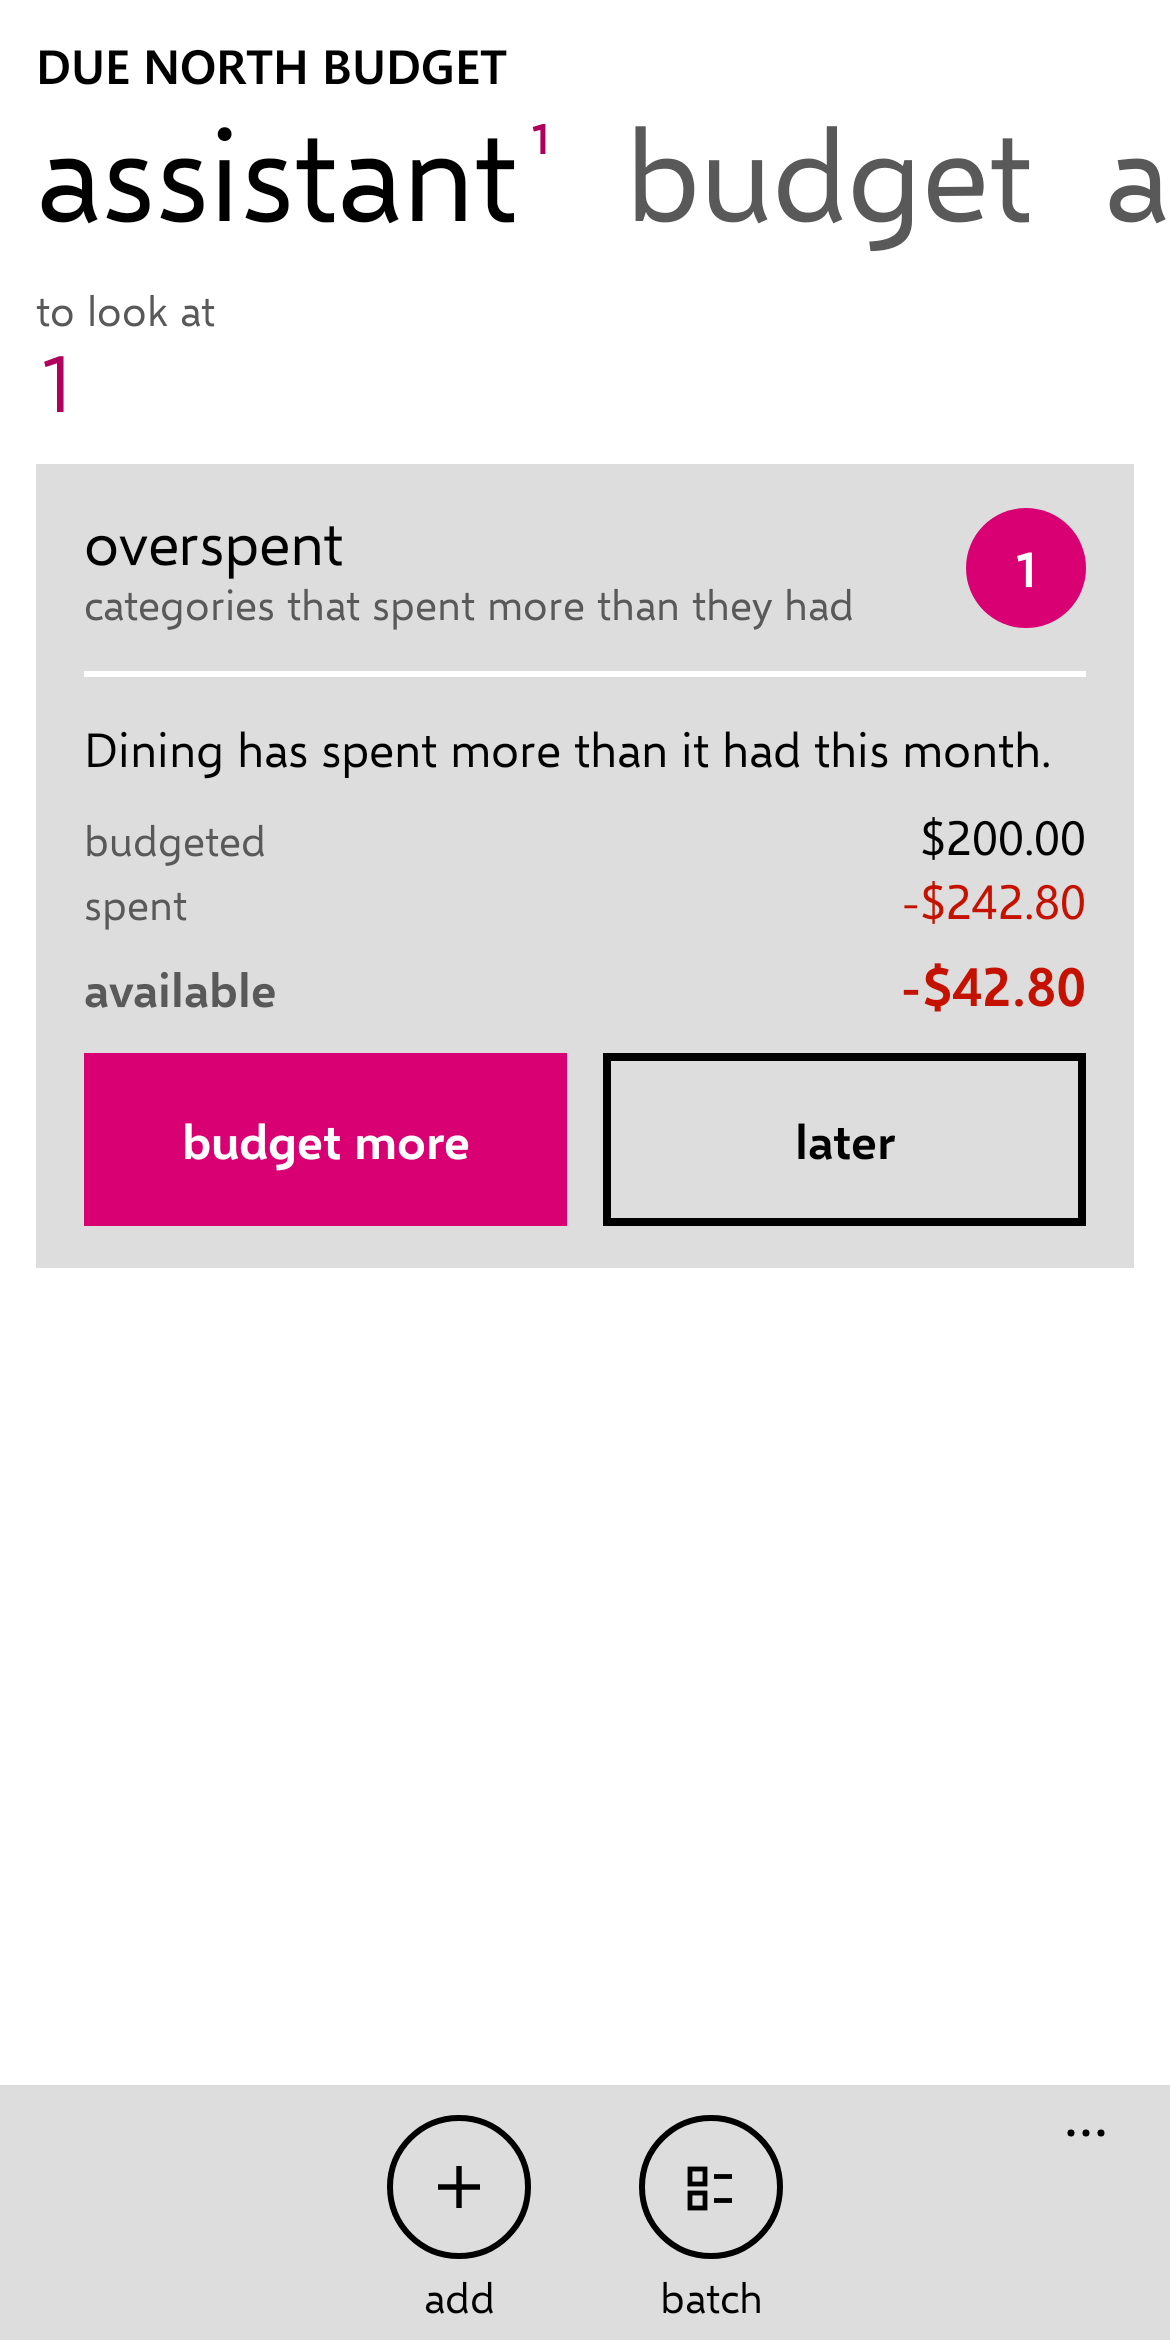 DUE NORTH BUDGET
assistant 1 budget a
to look at
1
overspent
categories that spent more than they had
1
Dining has spent more than it had this month.
budgeted $200.00
spent -$242.80
available -$42.80
budget more later
...
add batch